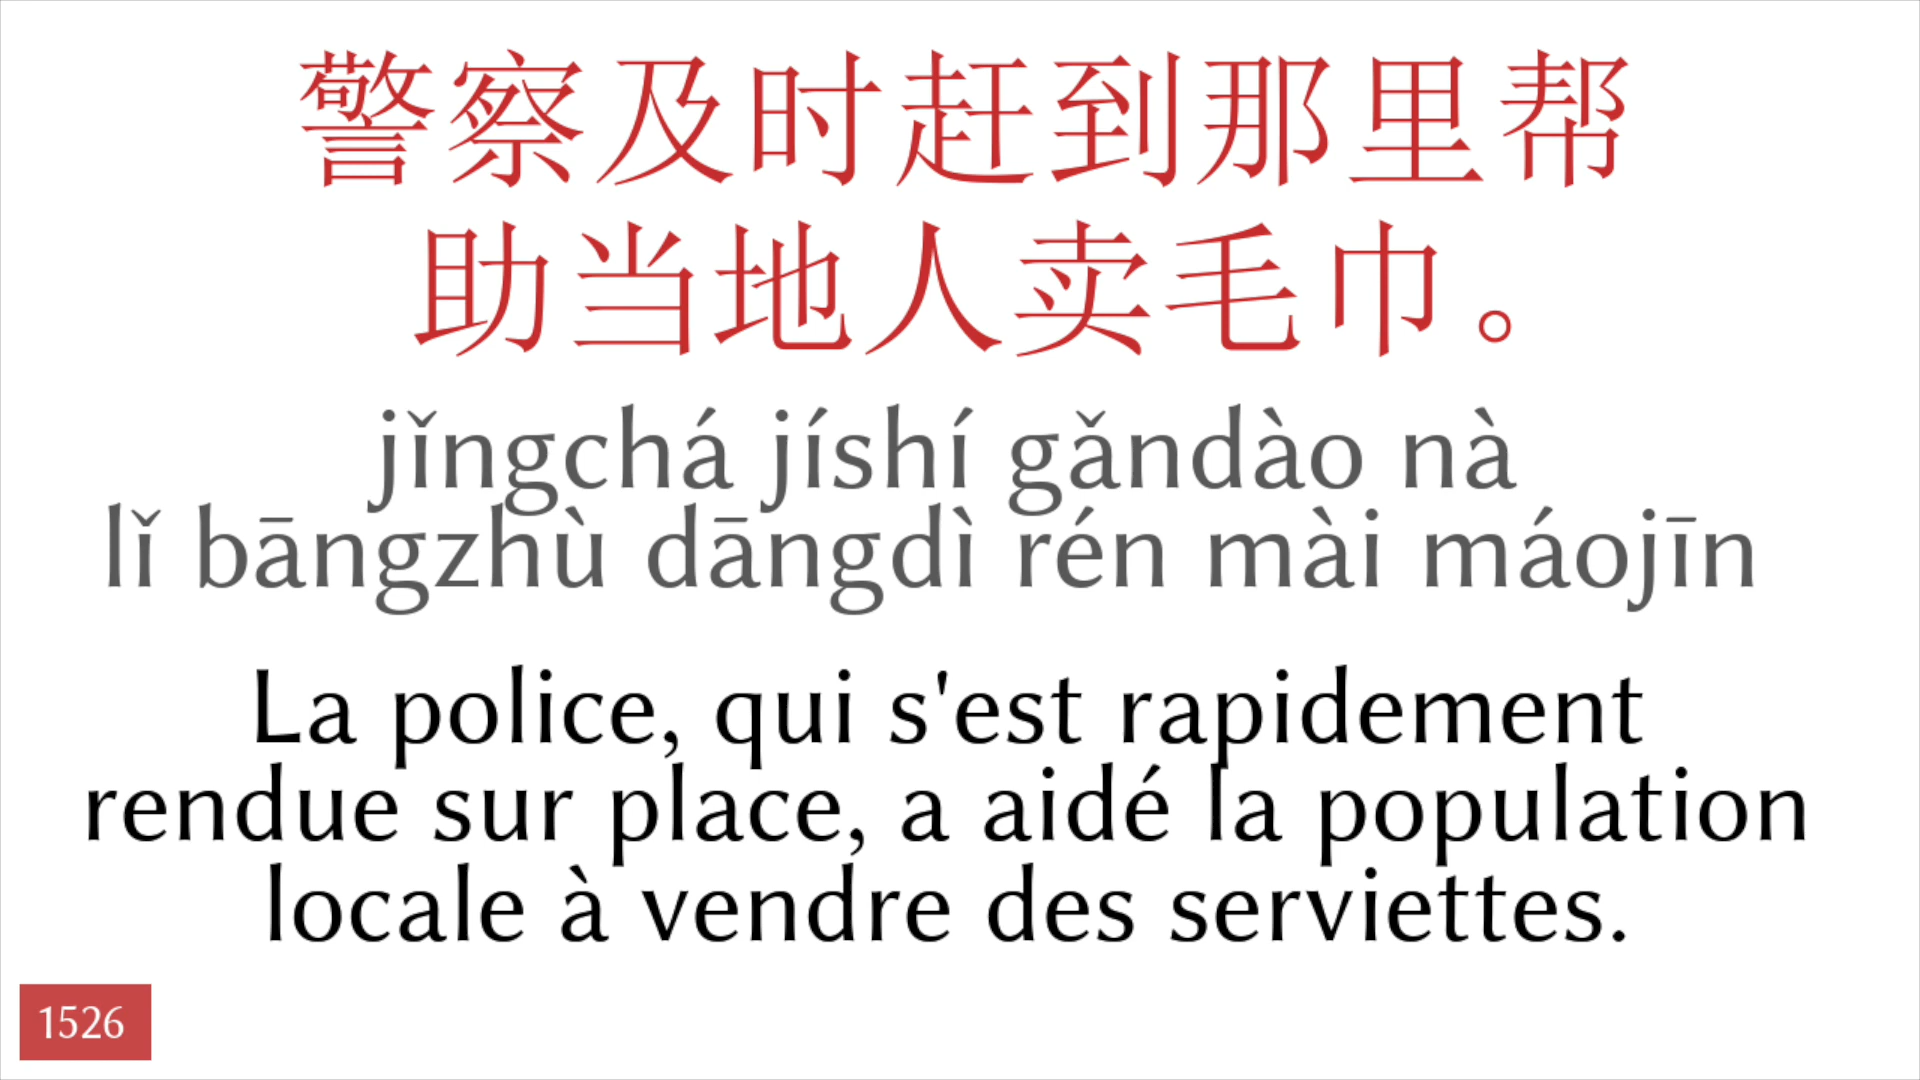 警察及时赶到那里帮
助当地人卖毛巾。
jǐngchá jíshí gǎndào nà
lǐ bāngzhù dāngdì rén mài máojīn
La police, qui s'est rapidement
rendue sur place, a aidé la population
locale à vendre des serviettes.
1526